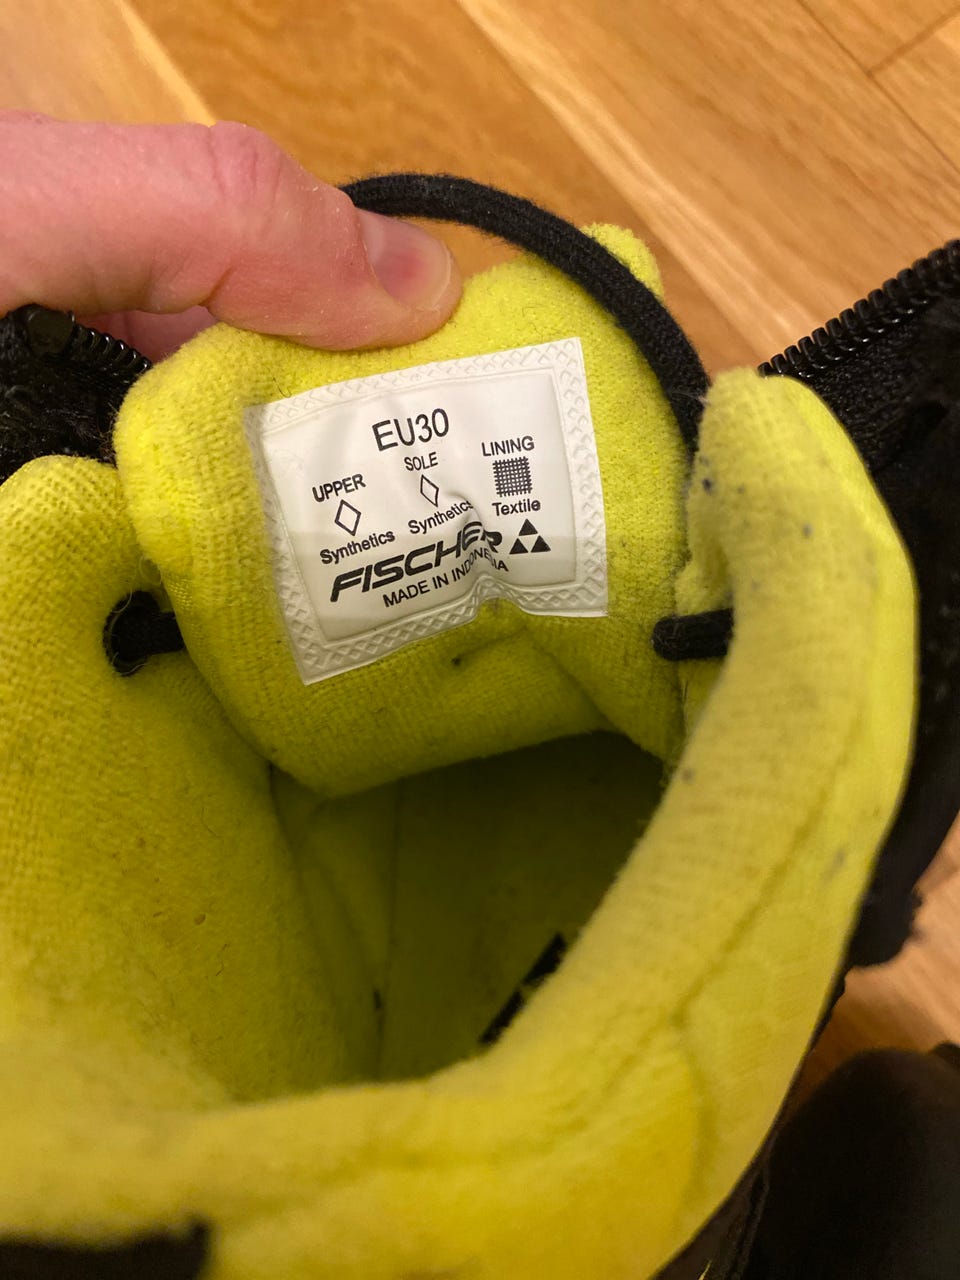 EU30
UPPER SOLE LINING
Synthetics Synthetics Textile
FISCHER
MADE IN INDONESIA